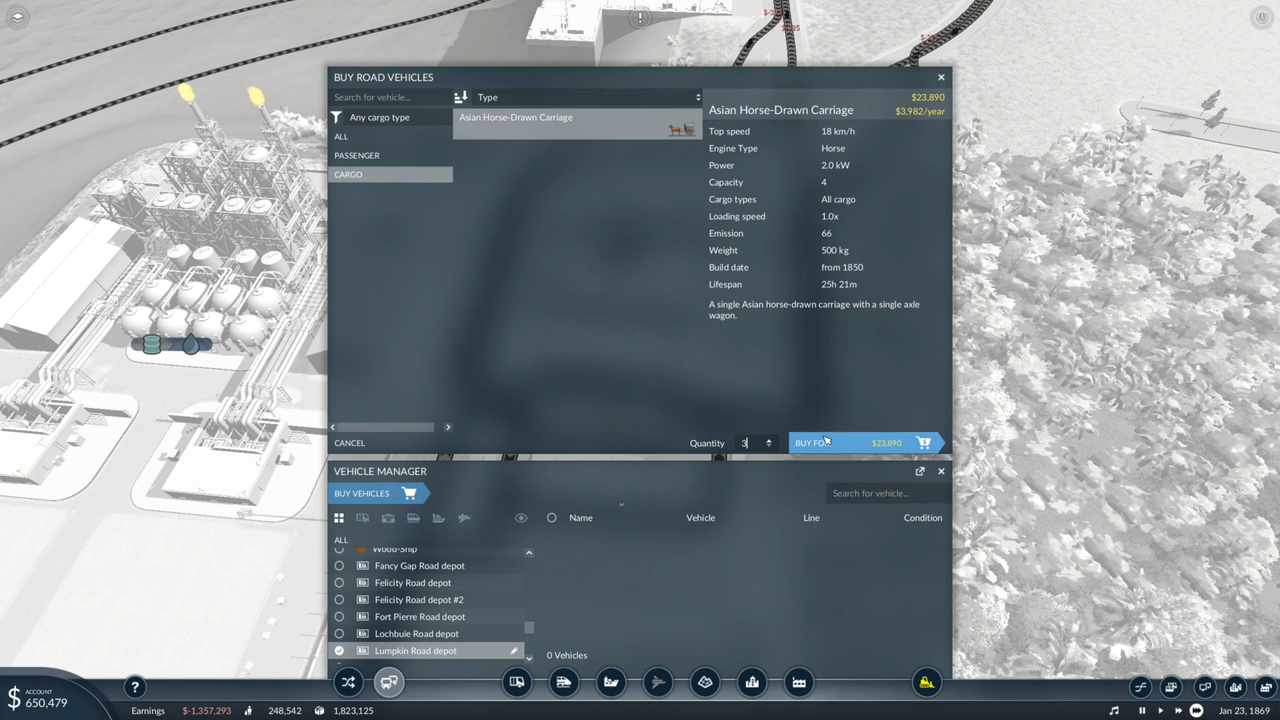 BUY ROAD VEHICLES
Search for vehicle...
Type
Any cargo type
ALL
PASSENGER
CARGO
Asian Horse-Drawn Carriage
$23,890
Asian Horse-Drawn Carriage
$3,982/year
Top speed 18 km/h
Engine Type Horse
Power 2.0 kW
Capacity 4
Cargo types All cargo
Loading speed 1.0x
Emission 66
Weight 500 kg
Build date from 1850
Lifespan 25h 21m
A single Asian horse-drawn carriage with a single axle
wagon.
CANCEL
Quantity 3
BUY FO $23,890
VEHICLE MANAGER
BUY VEHICLES
Search for vehicle...
Name Vehicle Line Condition
ALL
Wood-Ship
Fancy Gap Road depot
Felicity Road depot
Felicity Road depot #2
Fort Pierre Road depot
Lochbuie Road depot
Lumpkin Road depot
0 Vehicles
$ ACCOUNT
650,479
?
Earnings $-1,357,293 248,542 1,823,125
Jan 23, 1869